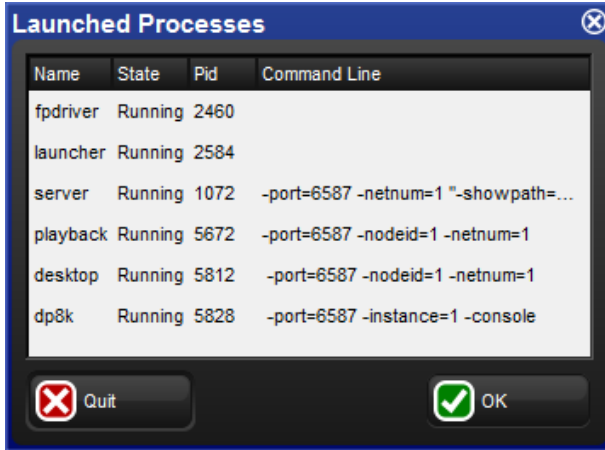 Launched Processes
Name State Pid Command Line
fpdriver Running 2460
launcher Running 2584
server Running 1072 -port=6587 -netnum=1 "-showpath=...
playback Running 5672 -port=6587 -nodeid=1 -netnum=1
desktop Running 5812 -port=6587 -nodeid=1 -netnum=1
dp8k Running 5828 -port=6587 -instance=1 -console
Quit OK